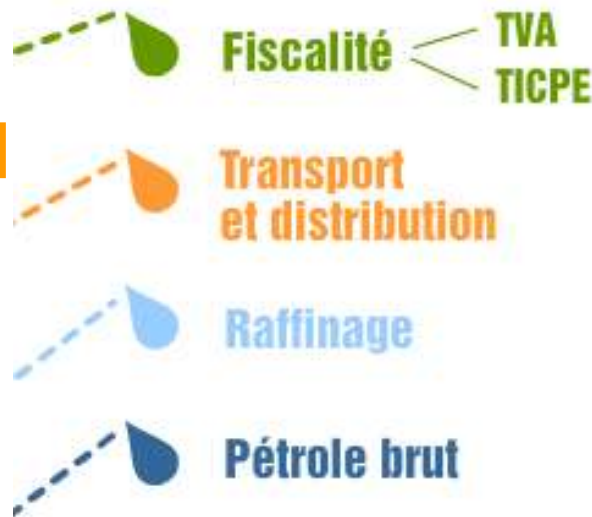 Fiscalité
TVA
TICPE
Transport
et distribution
Raffinage
Pétrole brut